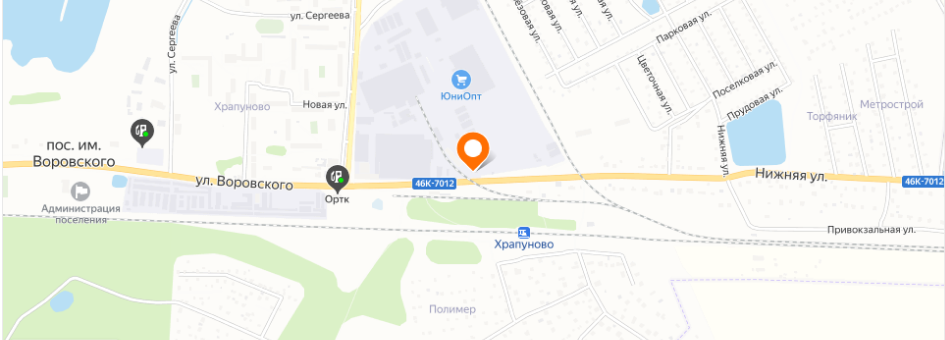 ул. Сергеева
ул. Сергеева
Парковая ул.
Цветочная ул.
Поселковая ул.
Прудовая ул.
ЮниОпт
Храпуново
Новая ул.
Метрострой
Торфяник
Нижняя ул.
пос. им.
Воровского
ул. Воровского
46К-7012
Нижняя ул.
46К-7012
Ортк
Администрация
поселения
Привокзальная ул.
Храпуново
Полимер